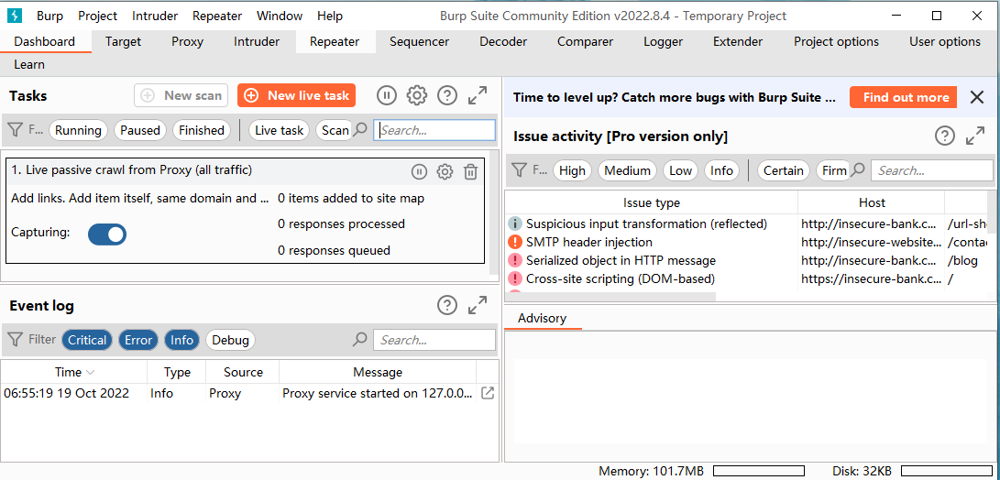 Burp Project Intruder Repeater Window Help Burp Suite Community Edition v2022.8.4 - Temporary Project
Dashboard Target Proxy Intruder Repeater Sequencer Decoder Comparer Logger Extender Project options User options
Learn
Tasks New scan New live task
F... Running Paused Finished Live task Scan Search...
1. Live passive crawl from Proxy (all traffic)
Add links. Add item itself, same domain and ... 0 items added to site map
Capturing: 0 responses processed
0 responses queued
Event log
Filter Critical Error Info Debug Search...
Time Type Source Message
06:55:19 19 Oct 2022 Info Proxy Proxy service started on 127.0.0...
Time to level up? Catch more bugs with Burp Suite ... Find out more
Issue activity [Pro version only]
F... High Medium Low Info Certain Firm Search...
Issue type Host
Suspicious input transformation (reflected) http://insecure-bank.c... /url-sh
SMTP header injection http://insecure-website... /conta
Serialized object in HTTP message http://insecure-bank.c... /blog
Cross-site scripting (DOM-based) https://insecure-bank.c... /
Advisory
Memory: 101.7MB Disk: 32KB